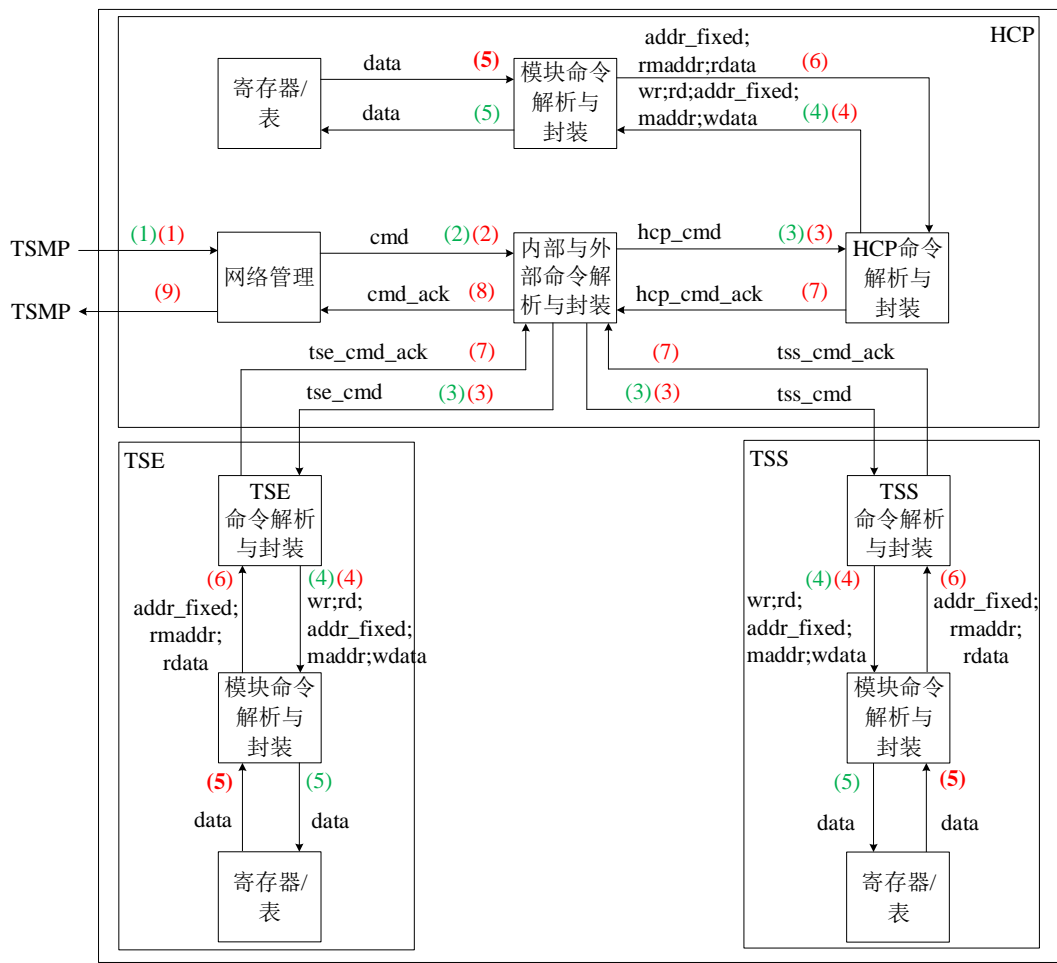 HCP
寄存器/
表
data
(5)
data
(5)
模块命令
解析与
封装
addr_fixed;
rmaddr;rdata
(6)
wr;rd;addr_fixed;
maddr;wdata
(4)(4)
TSMP
(1)(1)
TSMP
(9)
网络管理
cmd
(2)(2)
cmd_ack
(8)
内部与外
部命令解
析与封装
hcp_cmd
(3)(3)
hcp_cmd_ack
(7)
HCP命令
解析与
封装
tse_cmd_ack
(7)
tse_cmd
(3)(3)
(7)
tss_cmd_ack
(3)(3)
tss_cmd
TSE
TSE
命令解析
与封装
(6)
addr_fixed;
rmaddr;
rdata
(4)(4)
wr;rd;
addr_fixed;
maddr;wdata
模块命令
解析与
封装
(5)
(5)
data
data
寄存器/
表
TSS
TSS
命令解析
与封装
(4)(4)
wr;rd;
addr_fixed;
maddr;wdata
(6)
addr_fixed;
rmaddr;
rdata
模块命令
解析与
封装
(5)
(5)
data
data
寄存器/
表